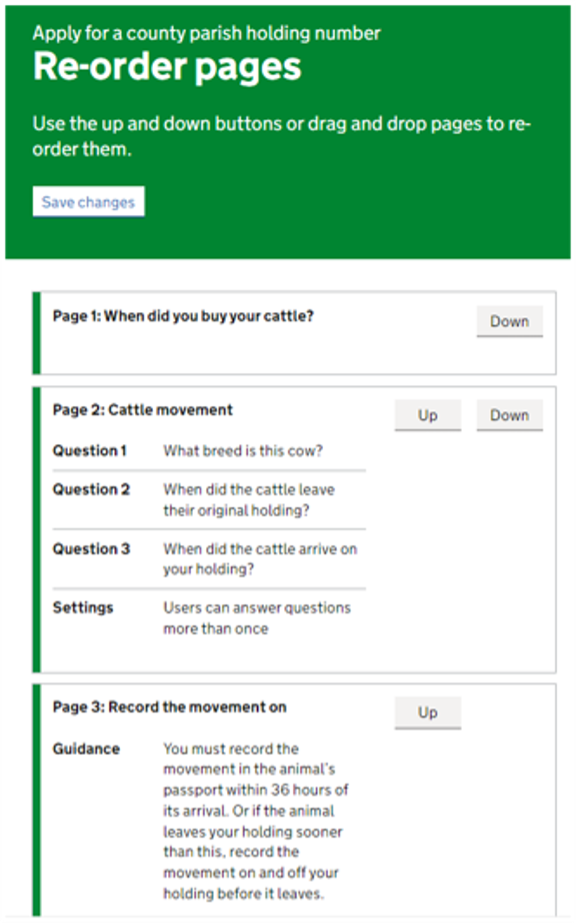 Apply for a county parish holding number
Re-order pages
Use the up and down buttons or drag and drop pages to re-
order them.
Save changes
Page 1: When did you buy your cattle?
Down
Page 2: Cattle movement
Up
Down
Question 1 What breed is this cow?
Question 2 When did the cattle leave
their original holding?
Question 3 When did the cattle arrive on
your holding?
Settings Users can answer questions
more than once
Page 3: Record the movement on
Up
Guidance You must record the
movement in the animal's
passport within 36 hours of
its arrival. Or if the animal
leaves your holding sooner
than this, record the
movement on and off your
holding before it leaves.